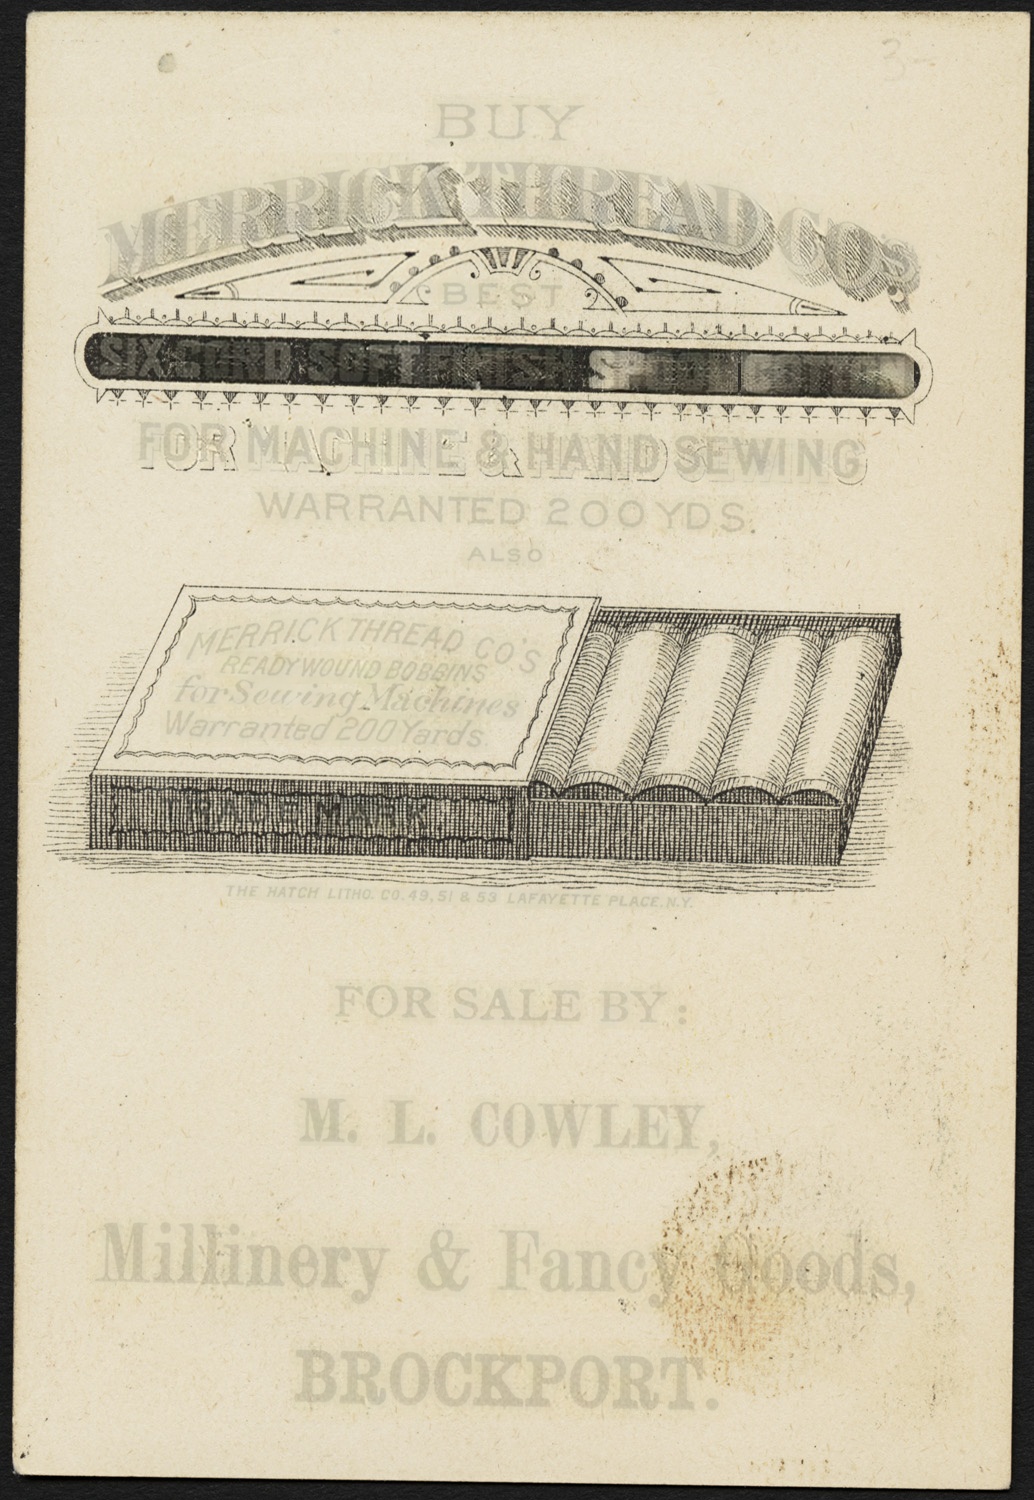 3-
BUY
MERRICK THREAD CO'S
BEST
SIX CORD SOFT FINISH SPOOL
FOR MACHINE & HAND SEWING
WARRANTED 200 YDS.
ALSO
MERRICK THREAD CO'S
READY WOUND BOBBINS
for Sewing Machines
Warranted 200 Yards
TRADE MARK
THE HATCH LITHO. CO. 49, 51 & 53 LAFAYETTE PLACE. N.Y.
FOR SALE BY:
M. L. COWLEY,
Millinery & Fancy Goods,
BROCKPORT.